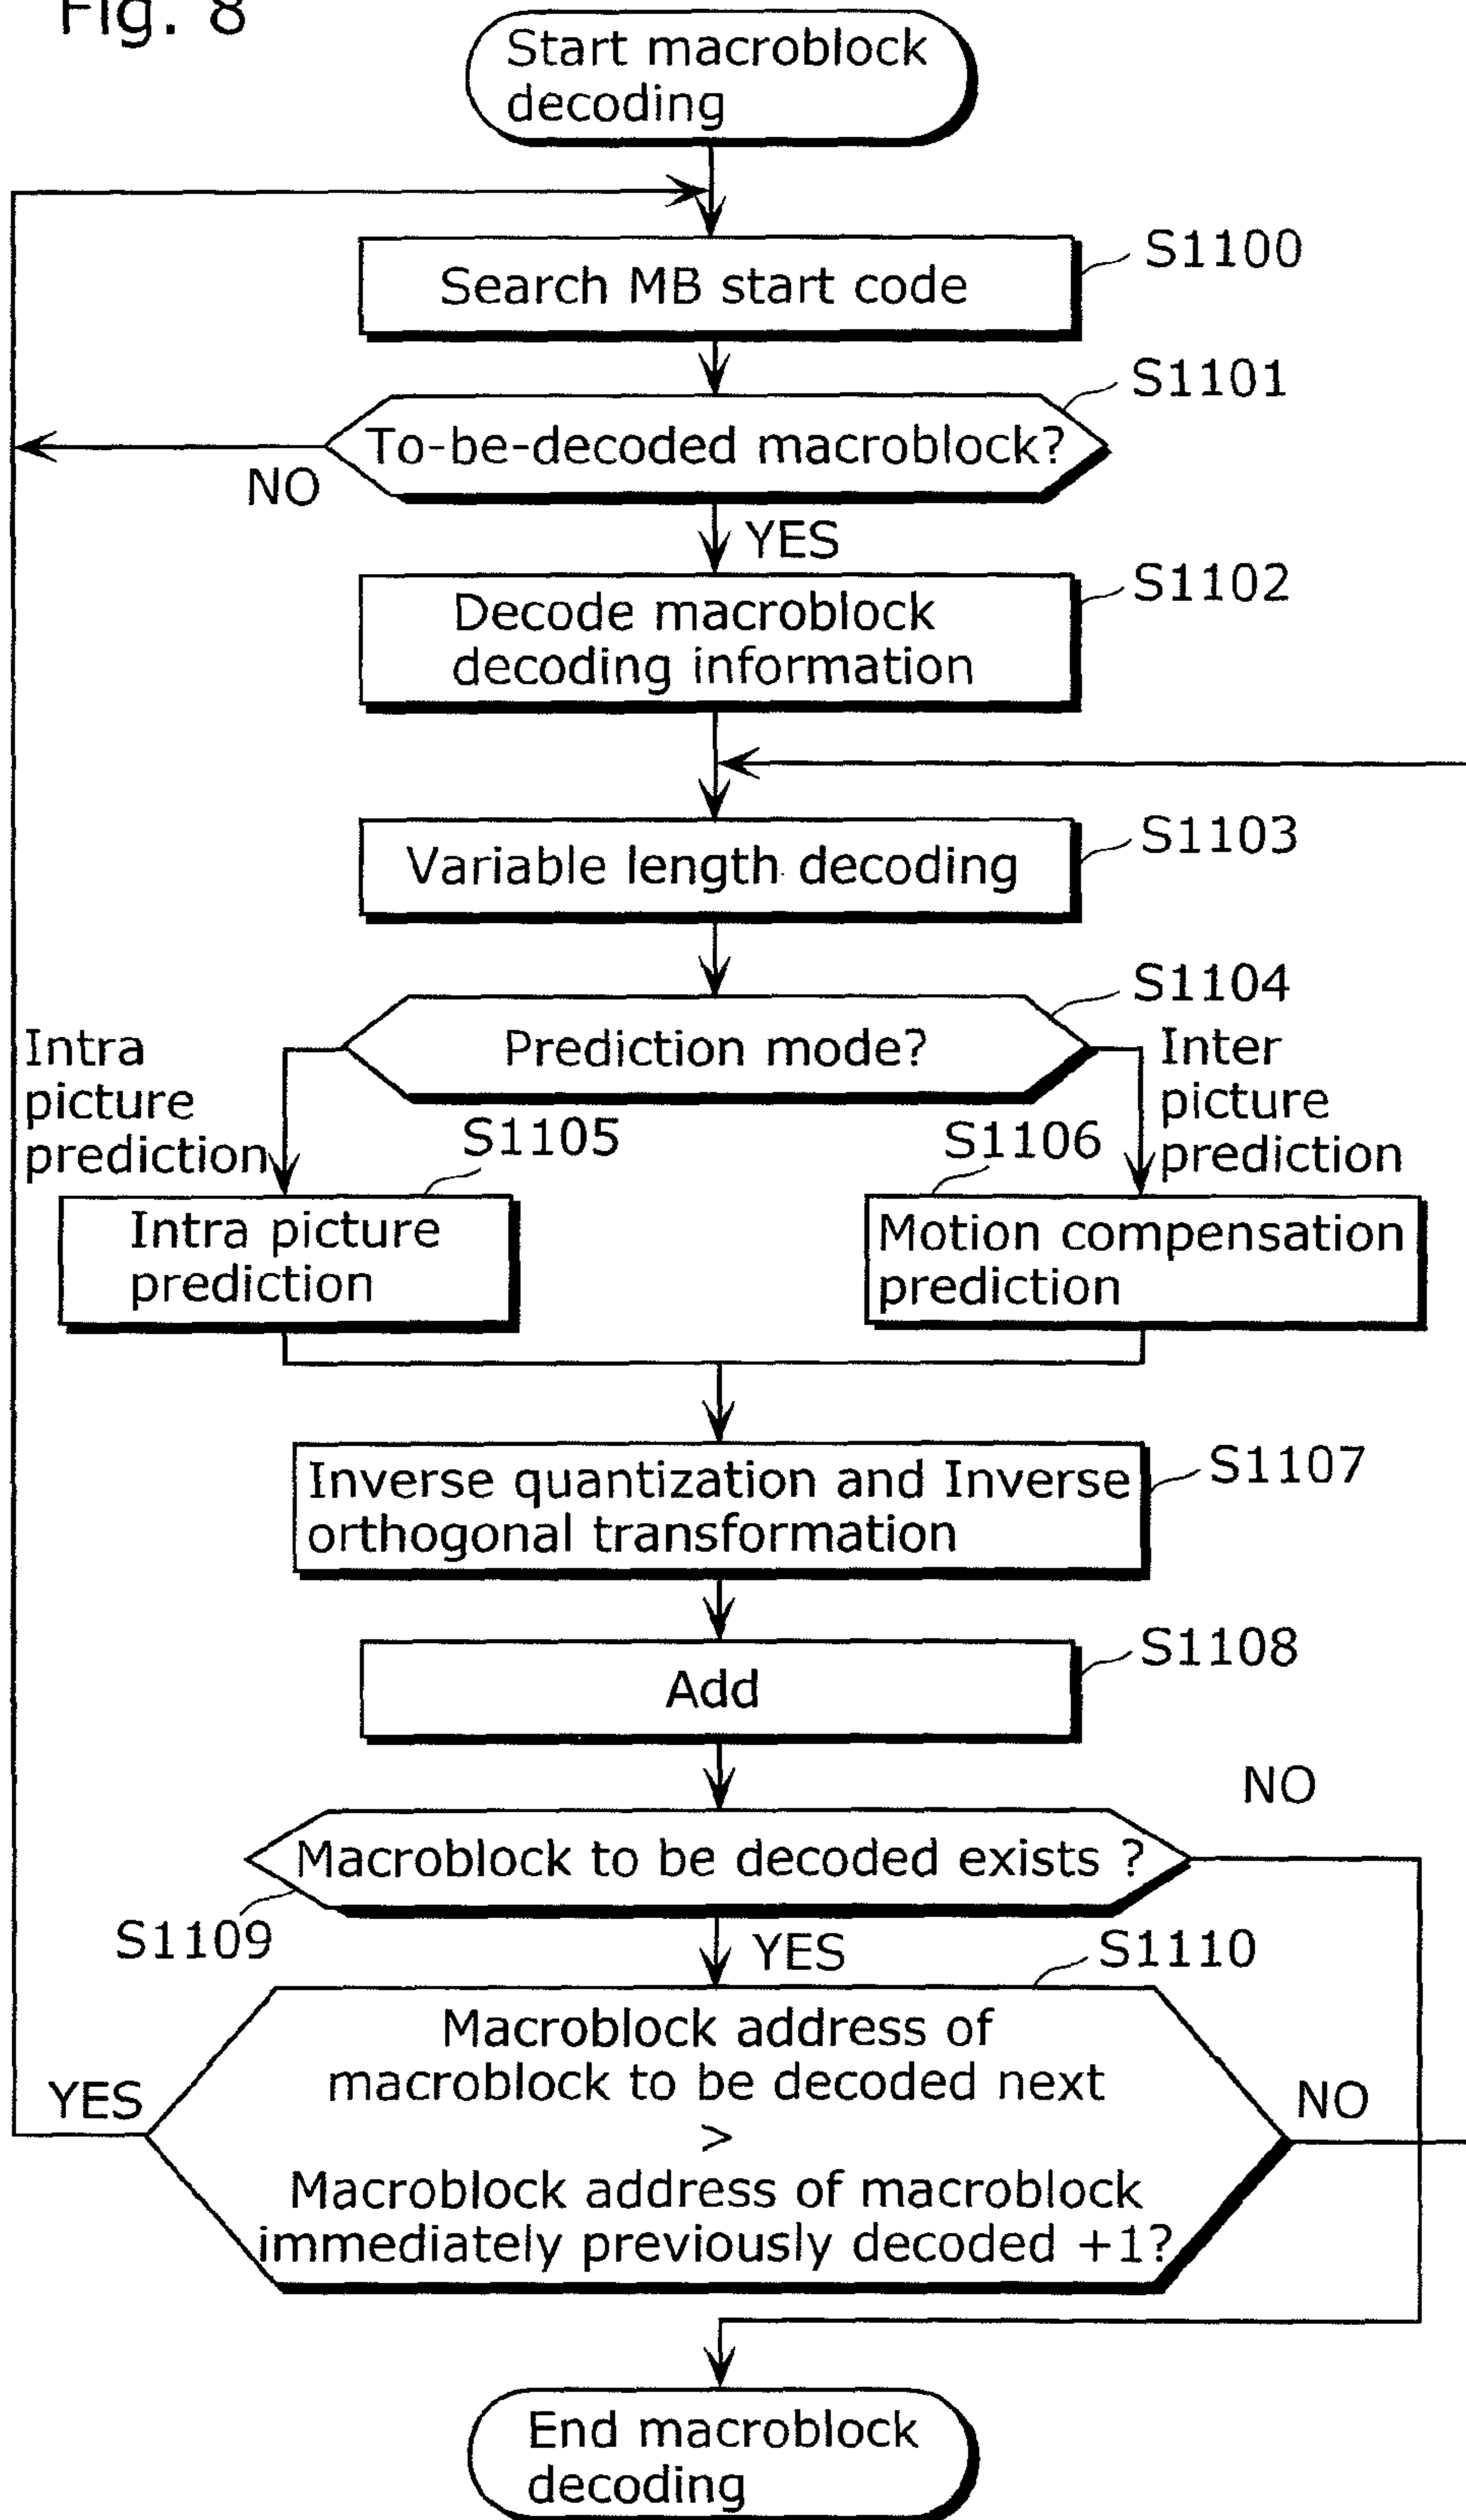 Fig. 8
Start macroblock
decoding
S1100
Search MB start code
S1101
To-be-decoded macroblock?
NO
YES
S1102
Decode macroblock
decoding information
S1103
Variable length decoding
S1104
Prediction mode?
Intra
picture
prediction
Inter
picture
prediction
S1105
S1106
Intra picture
prediction
Motion compensation
prediction
S1107
Inverse quantization and Inverse
orthogonal transformation
S1108
Add
NO
Macroblock to be decoded exists ?
S1109
YES
S1110
Macroblock address of
macroblock to be decoded next
>
Macroblock address of macroblock
immediately previously decoded +1?
YES
NO
End macroblock
decoding